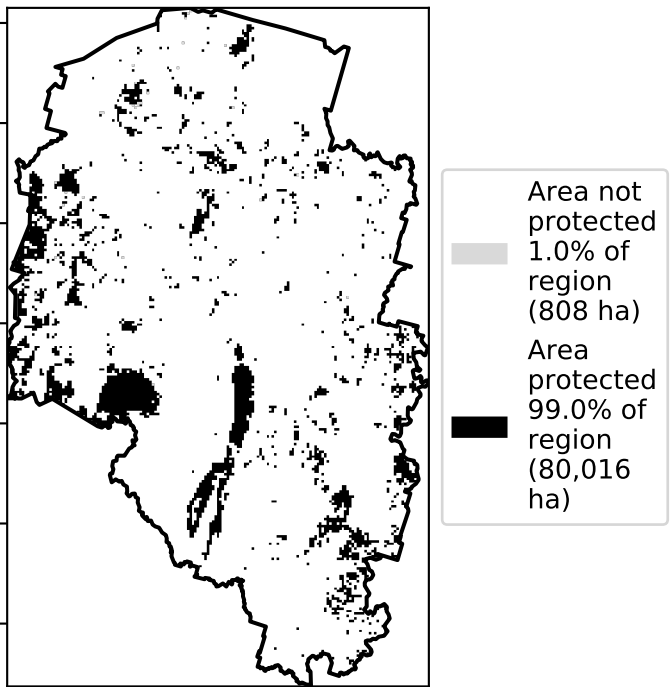 Area not
protected
1.0% of
region
(808 ha)
Area
protected
99.0% of
region
(80,016
ha)